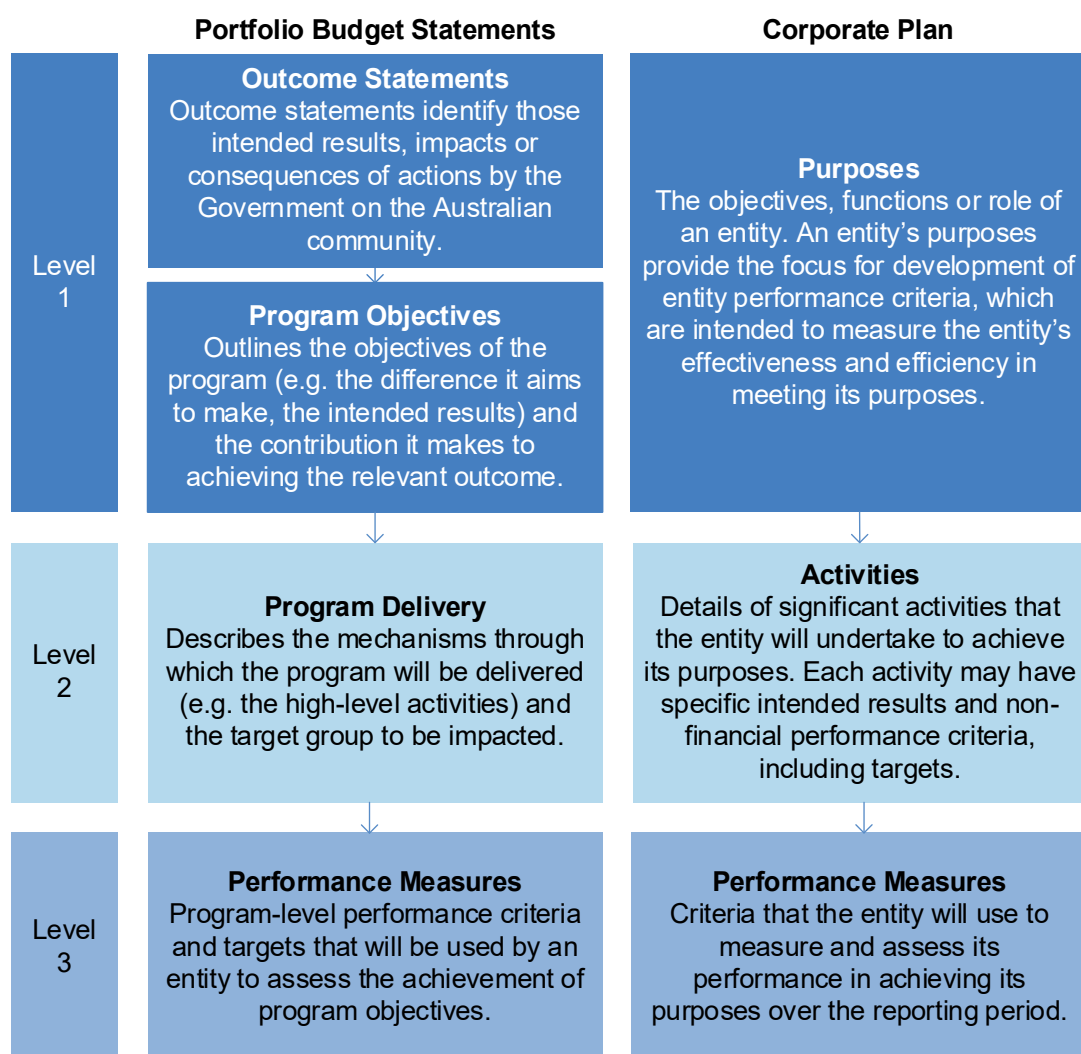 Portfolio Budget Statements
Corporate Plan
Level
1
Outcome Statements
Outcome statements identify those
intended results, impacts or
consequences of actions by the
Government on the Australian
community.
Program Objectives
Outlines the objectives of the
program (e.g. the difference it aims
to make, the intended results) and
the contribution it makes to
achieving the relevant outcome.
Purposes
The objectives, functions or role of
an entity. An entity’s purposes
provide the focus for development of
entity performance criteria, which
are intended to measure the entity’s
effectiveness and efficiency in
meeting its purposes.
Level
2
Program Delivery
Describes the mechanisms through
which the program will be delivered
(e.g. the high-level activities) and
the target group to be impacted.
Activities
Details of significant activities that
the entity will undertake to achieve
its purposes. Each activity may have
specific intended results and non-
financial performance criteria,
including targets.
Level
3
Performance Measures
Program-level performance criteria
and targets that will be used by an
entity to assess the achievement of
program objectives.
Performance Measures
Criteria that the entity will use to
measure and assess its
performance in achieving its
purposes over the reporting period.